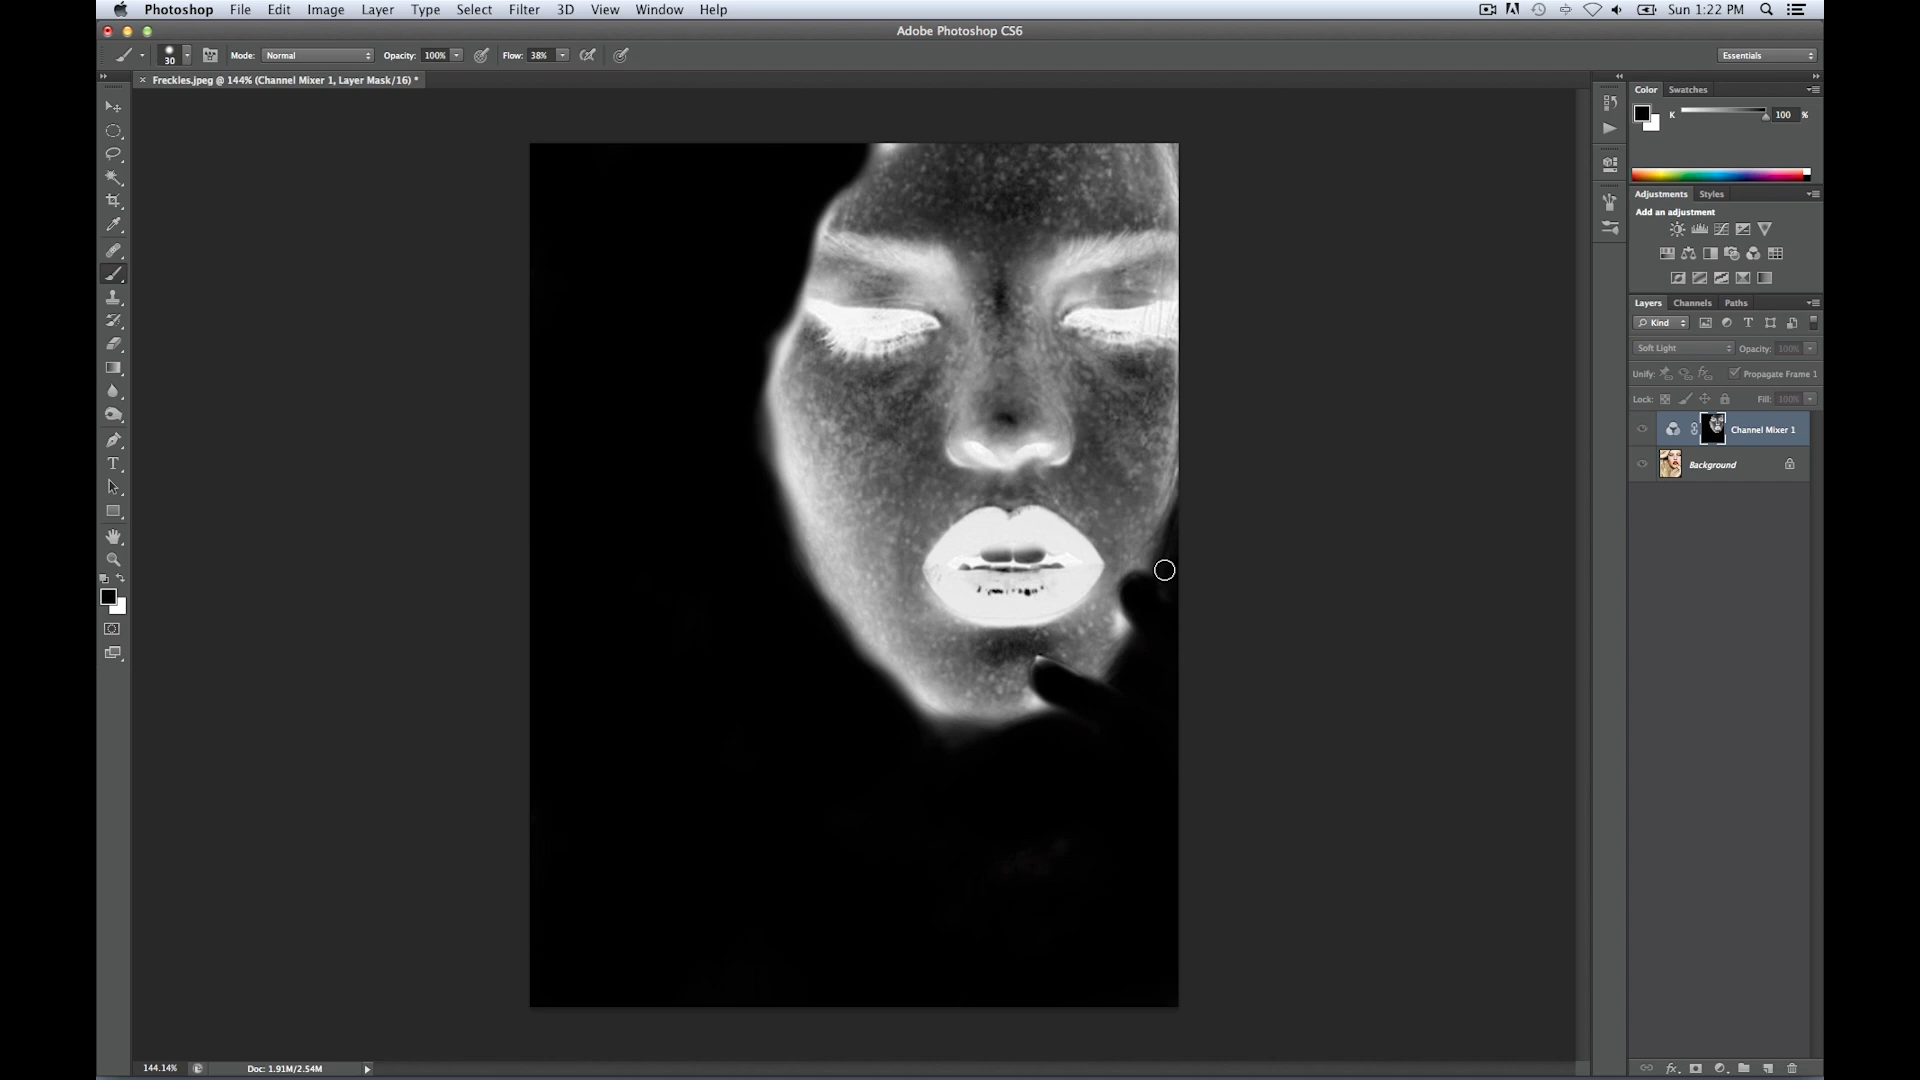 Photoshop File Edit Image Layer Type Select Filter 3D View Window Help Sun 1:22 PM
Adobe Photoshop CS6
30 Mode: Normal Opacity: 100% Flow: 38% Essentials
× Freckles.jpeg @ 144% (Channel Mixer 1, Layer Mask/16) *
Color Swatches
K 100 %
Adjustments Styles
Add an adjustment
Layers Channels Paths
Kind
Soft Light Opacity: 100%
Unify: Propagate Frame 1
Lock: Fill: 100%
Channel Mixer 1
Background
144.14% Doc: 1.91M/2.54M